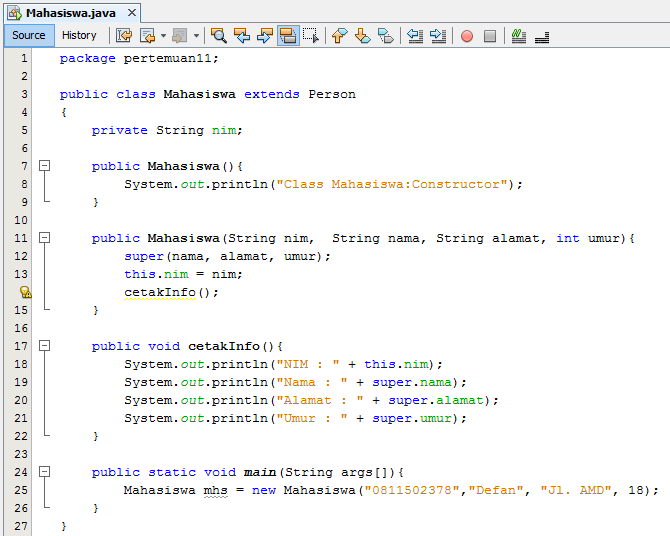 Mahasiswa.java
Source History
1 package pertemuan11;
2
3 public class Mahasiswa extends Person
4 {
5 private String nim;
6
7 public Mahasiswa(){
8 System.out.println("Class Mahasiswa:Constructor");
9 }
10
11 public Mahasiswa(String nim,  String nama, String alamat, int umur){
12 super(nama, alamat, umur);
13 this.nim = nim;
cetakInfo();
15 }
16
17 public void cetakInfo(){
18 System.out.println("NIM : " + this.nim);
19 System.out.println("Nama : " + super.nama);
20 System.out.println("Alamat : " + super.alamat);
21 System.out.println("Umur : " + super.umur);
22 }
23
24 public static void main(String args[]){
25 Mahasiswa mhs = new Mahasiswa("0811502378","Defan", "Jl. AMD", 18);
26 }
27 }